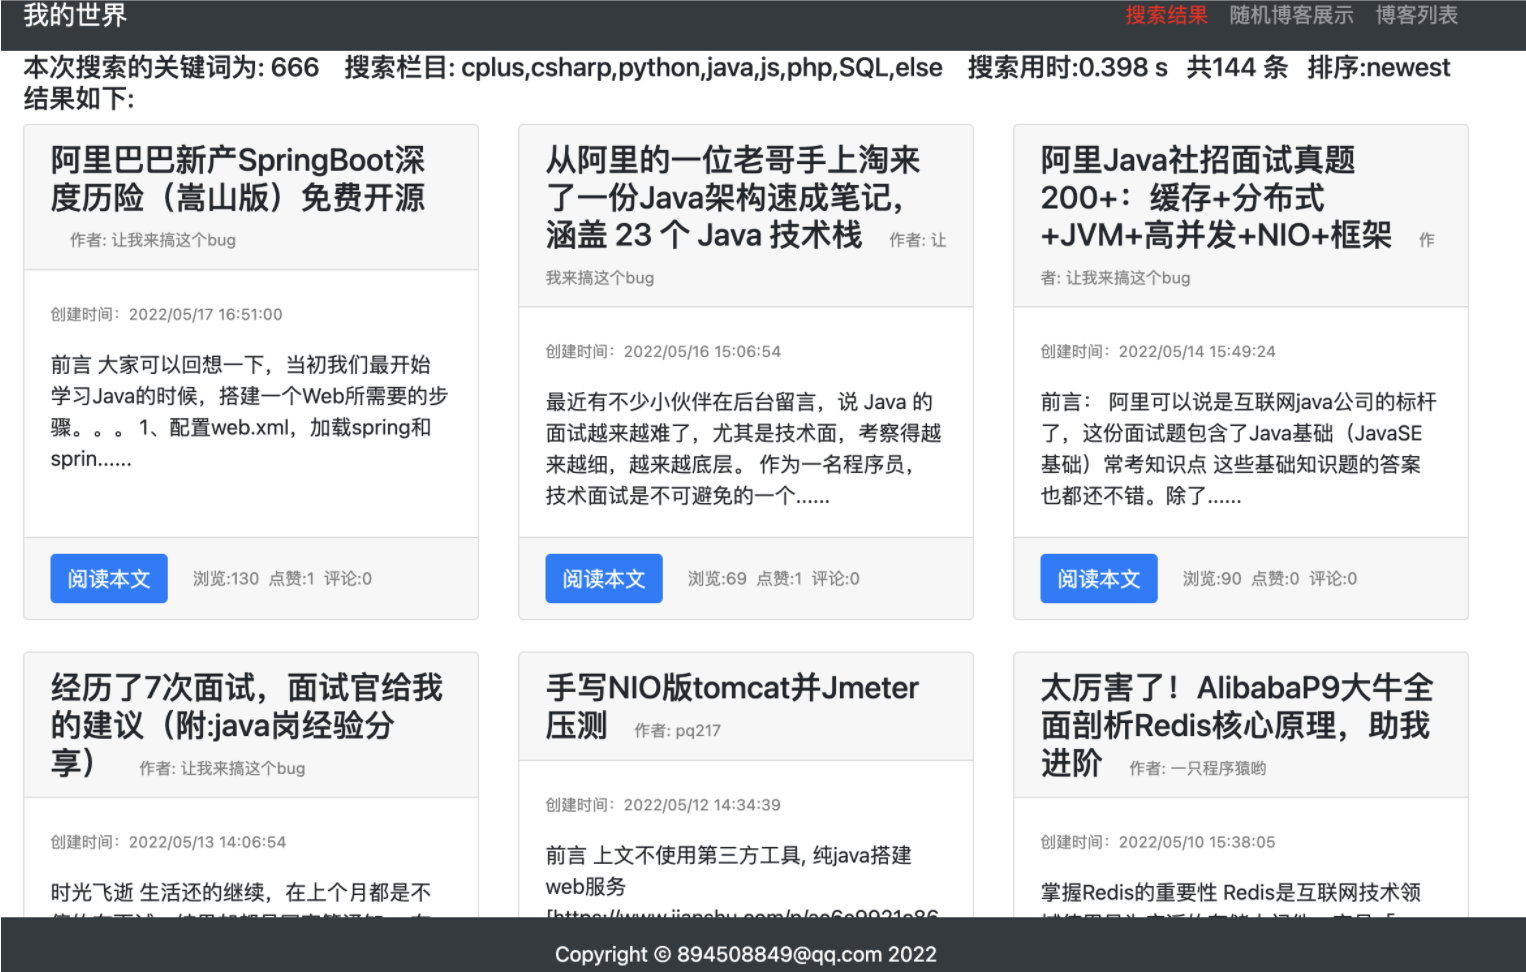 我的世界
搜索结果 随机博客展示 博客列表
本次搜索的关键词为: 666 搜索栏目: cplus,csharp,python,java,js,php,SQL,else 搜索用时:0.398 s 共144 条 排序:newest
结果如下:
阿里巴巴新产SpringBoot深
度历险（嵩山版）免费开源
作者: 让我来搞这个bug
创建时间：2022/05/17 16:51:00
前言 大家可以回想一下，当初我们最开始
学习Java的时候，搭建一个Web所需要的步
骤。。。 1、配置web.xml，加载spring和
sprin......
阅读本文 浏览:130 点赞:1 评论:0
从阿里的一位老哥手上淘来
了一份Java架构速成笔记，
涵盖 23 个 Java 技术栈 作者: 让
我来搞这个bug
创建时间：2022/05/16 15:06:54
最近有不少小伙伴在后台留言，说 Java 的
面试越来越难了，尤其是技术面，考察得越
来越细，越来越底层。 作为一名程序员，
技术面试是不可避免的一个......
阅读本文 浏览:69 点赞:1 评论:0
阿里Java社招面试真题
200+：缓存+分布式
+JVM+高并发+NIO+框架 作
者: 让我来搞这个bug
创建时间：2022/05/14 15:49:24
前言： 阿里可以说是互联网java公司的标杆
了，这份面试题包含了Java基础（JavaSE
基础）常考知识点 这些基础知识题的答案
也都还不错。除了......
阅读本文 浏览:90 点赞:0 评论:0
经历了7次面试，面试官给我
的建议（附:java岗经验分
享） 作者: 让我来搞这个bug
创建时间：2022/05/13 14:06:54
时光飞逝 生活还的继续，在上个月都是不
手写NIO版tomcat并Jmeter
压测 作者: pq217
创建时间：2022/05/12 14:34:39
前言 上文不使用第三方工具, 纯java搭建
web服务
太厉害了！AlibabaP9大牛全
面剖析Redis核心原理，助我
进阶 作者: 一只程序猿哟
创建时间：2022/05/10 15:38:05
掌握Redis的重要性 Redis是互联网技术领
Copyright © 894508849@qq.com 2022